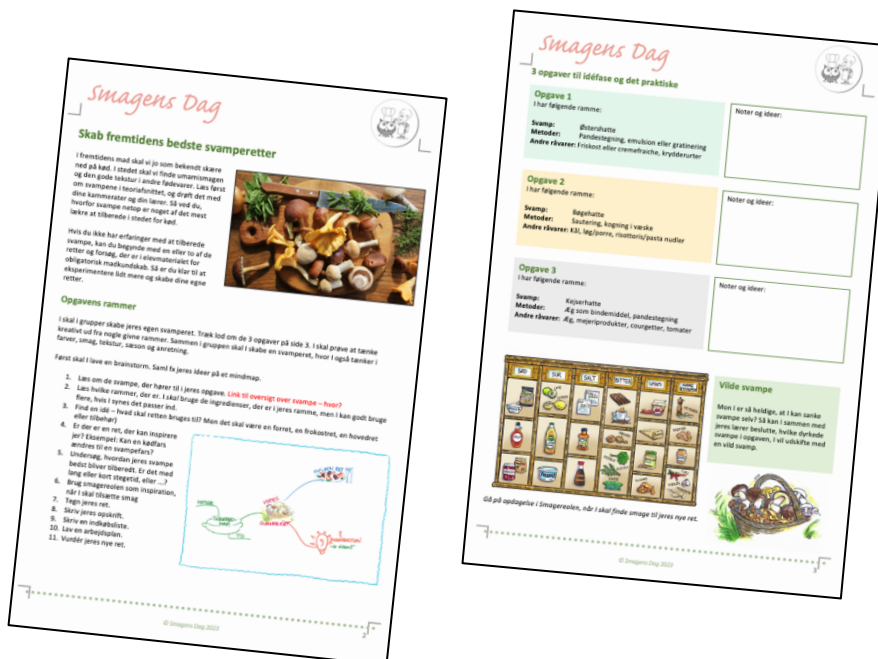 Smagens Dag
Skab fremtidens bedste svamperetter
I fremtidens mad skal vi jo som bekendt skære
ned på kød. I stedet skal vi finde umamismagen
og den gode tekstur i andre fødevarer. Læs først
om svampene i teoriafsnittet, og drøft det med
dine kammerater og din lærer. Så ved du,
hvorfor svampe netop er noget af det mest
lækre at tilberede i stedet for kød.
Hvis du ikke har erfaringer med at tilberede
svampe, kan du begynde med en eller to af de
retter og forsøg, der er i elevmaterialet for
obligatorisk madkundskab. Så er du klar til at
eksperimentere lidt mere og skabe dine egne
retter.
Opgavens rammer
I skal i grupper skabe jeres egen svamperet. Træk lod om de 3 opgaver på side 3. I skal prøve at tænke
kreativt ud fra nogle givne rammer. Sammen i gruppen skal I skabe en svamperet, hvor I også tænker i
farver, smag, tekstur, sæson og anretning.
Først skal I lave en brainstorm. Saml fx jeres ideer på et mindmap.
1. Læs om de svampe, der hører til i jeres opgave. Link til oversigt over svampe – hvor?
2. Læs hvilke rammer, der er. I skal bruge de ingredienser, der er i jeres ramme, men I kan godt bruge
flere, hvis I synes det passer ind.
3. Find en idé – hvad skal retten bruges til? Mon det skal være en forret, en frokostret, en hovedret
eller tilbehør)
4. Er der er en ret, der kan inspirere
jer? Eksempel: Kan en kødfars
ændres til en svampefars?
5. Undersøg, hvordan jeres svampe
bedst bliver tilberedt. Er det med
lang eller kort stegetid, eller ...?
6. Brug smagereolen som inspiration,
når I skal tilsætte smag
7. Tegn jeres ret.
8. Skriv jeres opskrift.
9. Skriv en indkøbsliste.
10. Lav en arbejdsplan.
11. Vurdér jeres nye ret.
© Smagens Dag 2023
2
Smagens Dag
3 opgaver til idéfase og det praktiske
Opgave 1
I har følgende ramme:
Svamp: Østershatte
Metoder: Pandestegning, emulsion eller gratinering
Andre råvarer: Friskost eller cremefraiche, krydderurter
Noter og ideer:
Opgave 2
I har følgende ramme:
Svamp: Bøgehatte
Metoder: Sautering, kogning i væske
Andre råvarer: Kål, løg/porre, risottoris/pasta nudler
Noter og ideer:
Opgave 3
I har følgende ramme:
Svamp: Kejserhatte
Metoder: Æg som bindemiddel, pandestegning
Andre råvarer: Æg, mejeriprodukter, courgetter, tomater
Noter og ideer:
SØD SUR SALT BITTER UMAMI
Gå på opdagelse i Smagereolen, når I skal finde smage til jeres nye ret.
Vilde svampe
Mon I er så heldige, at I kan sanke
svampe selv? Så kan I sammen med
jeres lærer beslutte, hvilke dyrkede
svampe i opgaven, I vil udskifte med
en vild svamp.
© Smagens Dag 2023
3